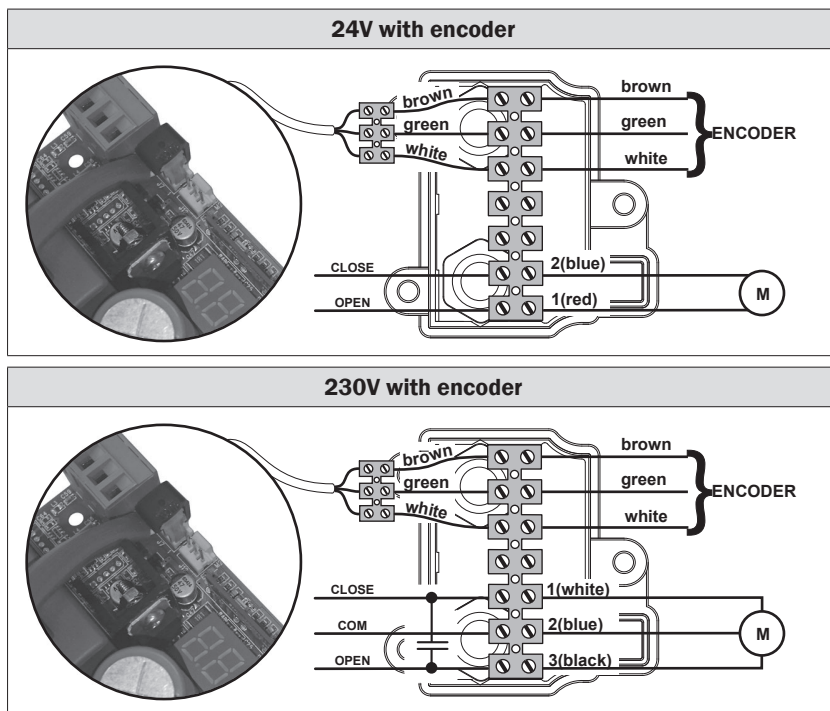 24V with encoder
brown brown
green green
white white
ENCODER
CLOSE 2(blue)
OPEN 1(red)
M
230V with encoder
brown brown
green green
white white
ENCODER
CLOSE 1(white)
COM 2(blue)
OPEN 3(black)
M